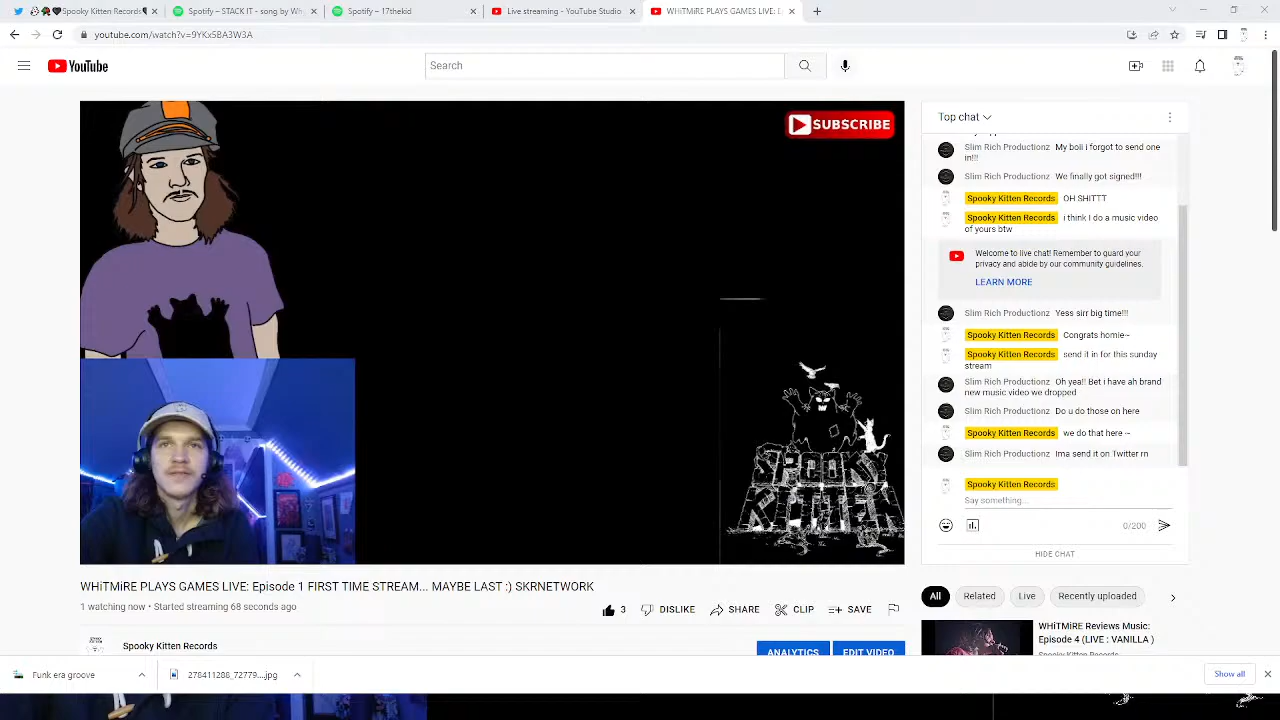 Spooky Kitten Records
Spotify – STACK IT - song by Wh
Spotify – 17thekid
Live streaming - YouTube Studio
WHiTMiRE PLAYS GAMES LIVE: E
youtube.com/watch?v=9YKxSBA3W3A
YouTube
Search
SUBSCRIBE
SPOOKY
KITTEN
Top chat
Slim Rich Productionz My boii i forgot to send one
in!!!
Slim Rich Productionz We finally got signed!!!
Spooky Kitten Records OH SHITTT
Spooky Kitten Records i think I do a music video
of yours btw
Welcome to live chat! Remember to guard your
privacy and abide by our community guidelines.
LEARN MORE
Slim Rich Productionz Yess sirr big time!!!
Spooky Kitten Records Congrats homie~
Spooky Kitten Records send it in for this sunday
stream
Slim Rich Productionz Oh yea!! Bet i have ah brand
new music video we dropped
Slim Rich Productionz Do u do those on here
Spooky Kitten Records we do that here ~
Slim Rich Productionz Ima send it on Twitter rn
Spooky Kitten Records
Say something...
0/200
HIDE CHAT
WHiTMiRE PLAYS GAMES LIVE: Episode 1 FIRST TIME STREAM... MAYBE LAST :) SKRNETWORK
1 watching now • Started streaming 68 seconds ago
3 DISLIKE SHARE CLIP SAVE
Spooky Kitten Records
ANALYTICS EDIT VIDEO
All Related Live Recently uploaded
WHiTMiRE Reviews Music:
Episode 4 (LIVE : VANILLA )
Spooky Kitten Records
Funk era groove
278411288_72779....jpg
Show all